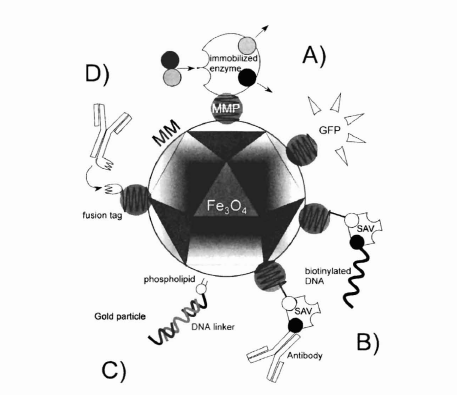 A)
immobilized
enzyme
D)
MMP
MM
GFP
Fe3O4
fusion tag
SAV
phospholipid
biotinylated
DNA
Gold particle
DNA linker
SAV
B)
Antibody
C)